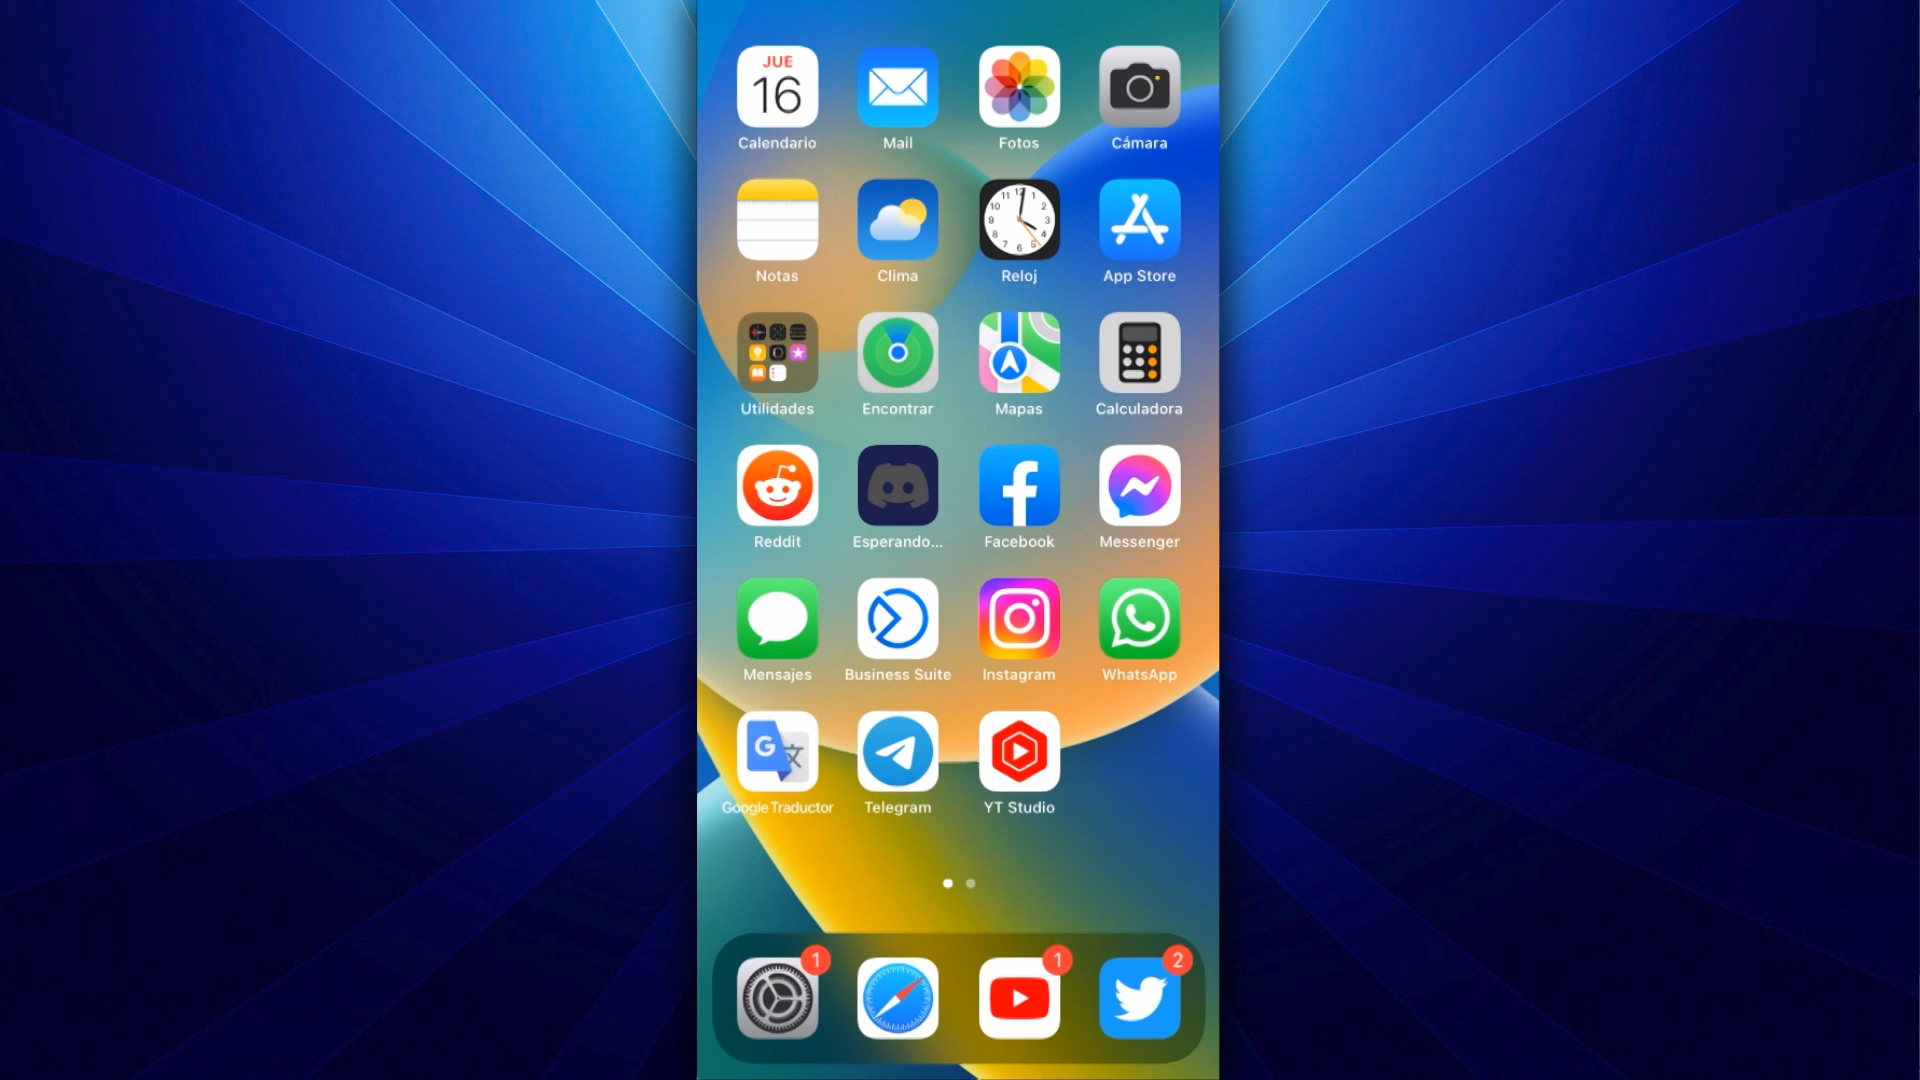 JUE
16
Calendario
Mail
Fotos
Cámara
Notas
Clima
Reloj
App Store
Utilidades
Encontrar
Mapas
Calculadora
Reddit
Esperando...
Facebook
Messenger
Mensajes
Business Suite
Instagram
WhatsApp
G 文
Google Traductor
Telegram
YT Studio
1
1
2